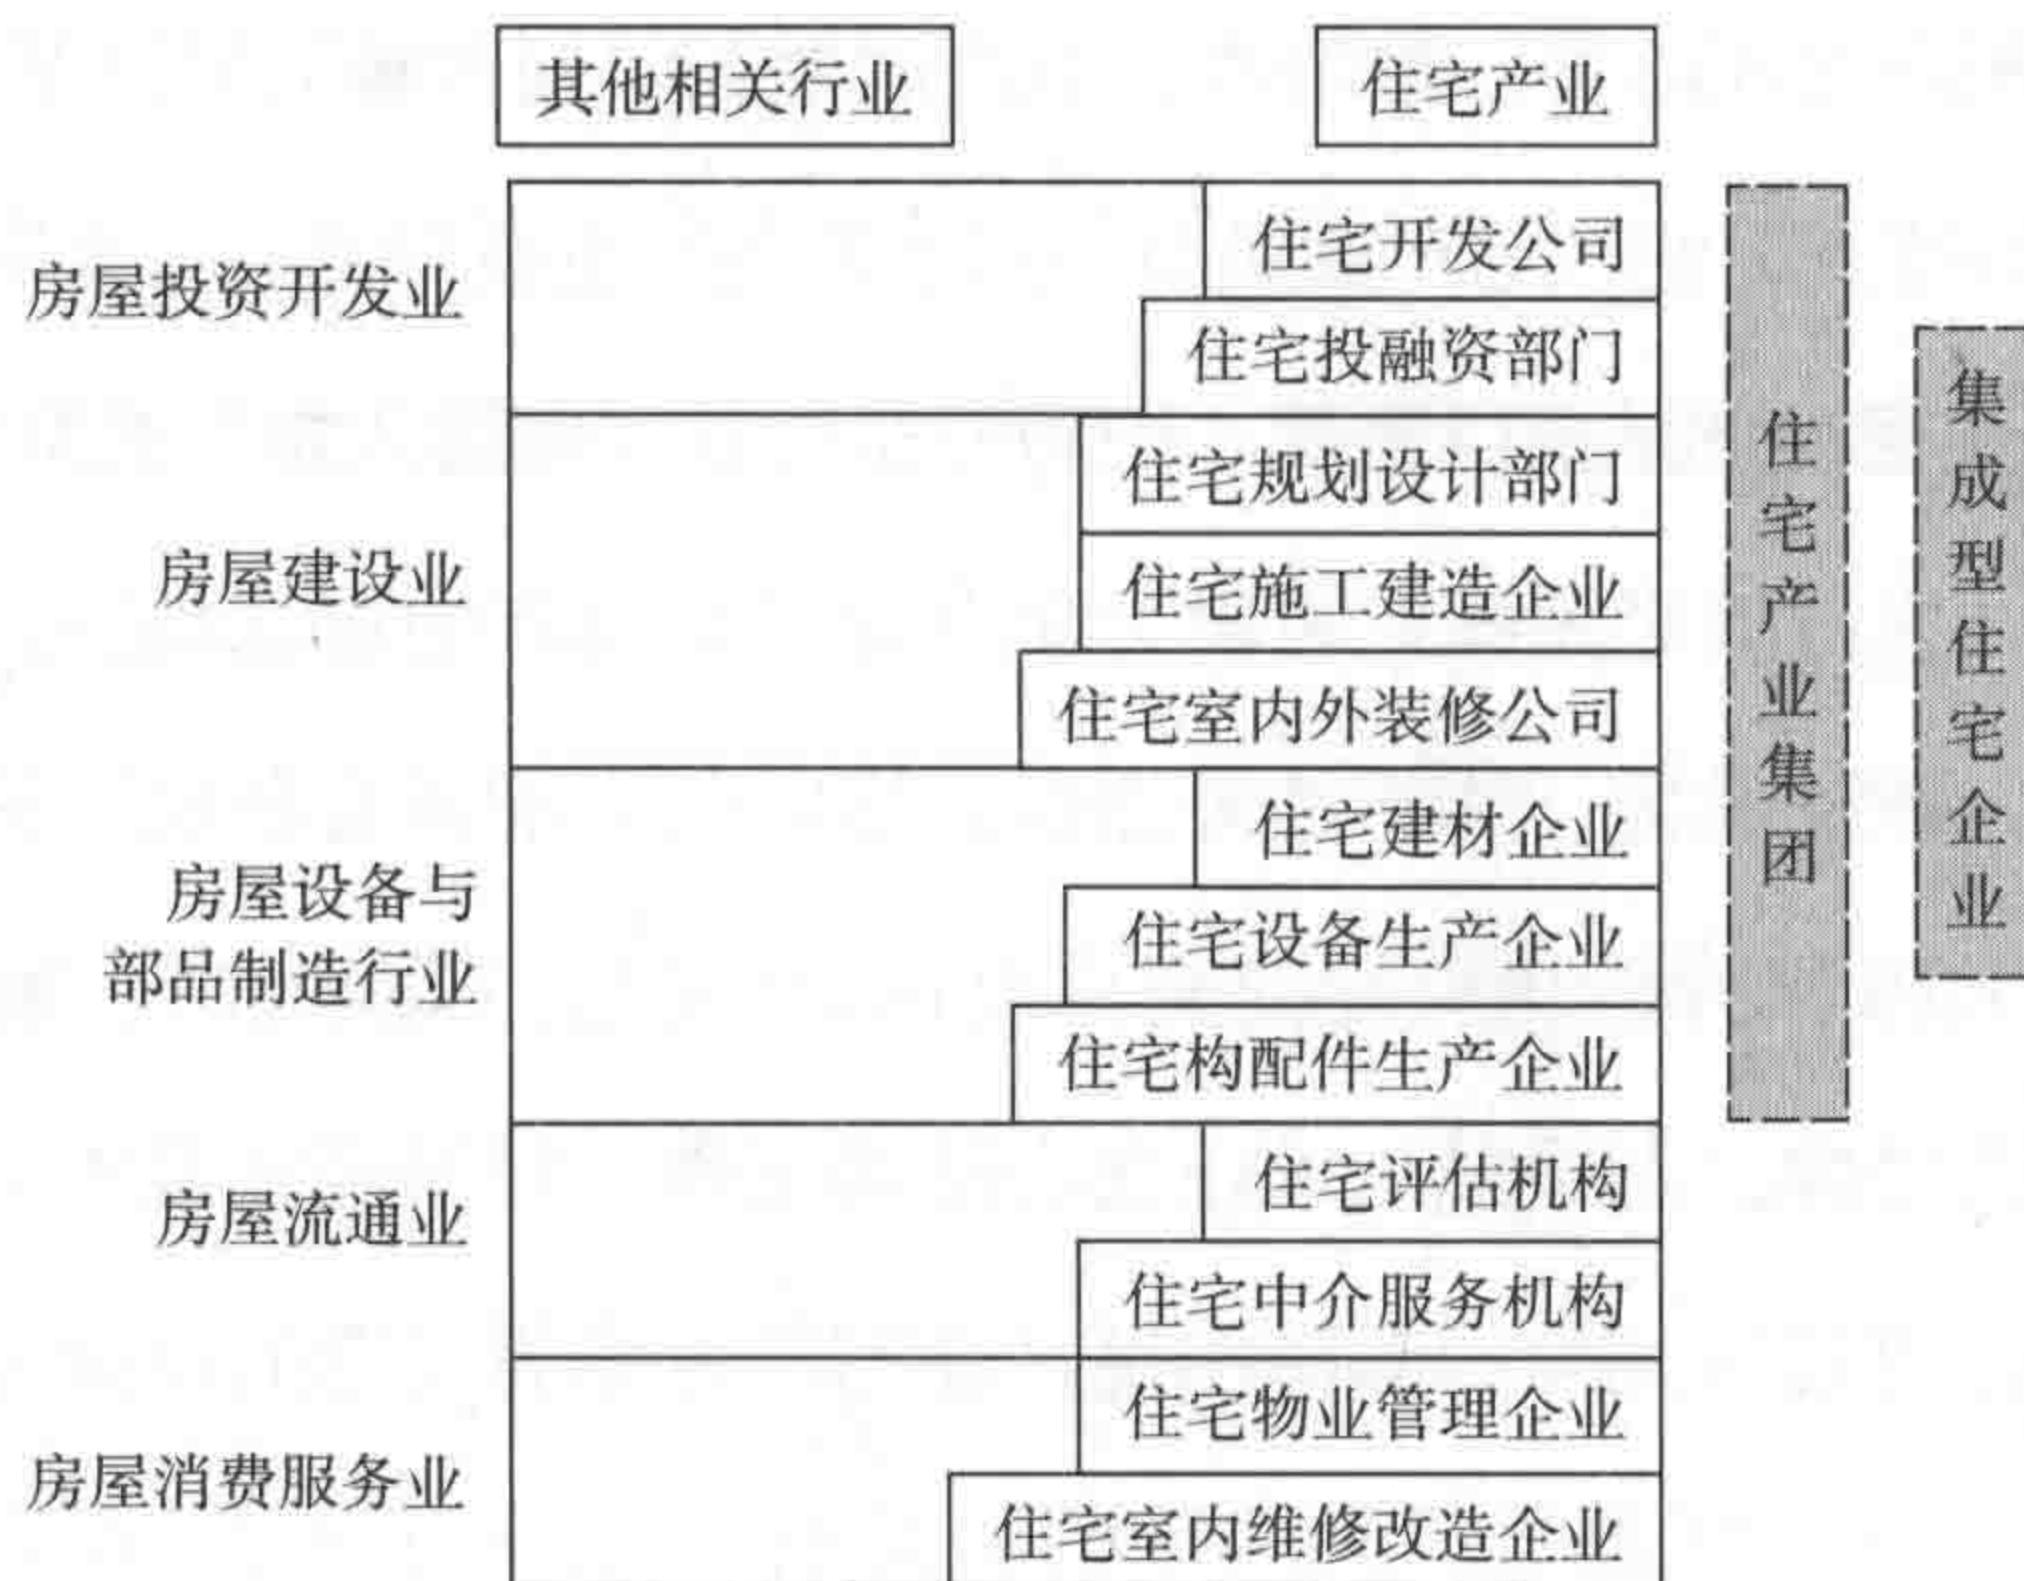 其他相关行业
住宅产业
房屋投资开发业
住宅开发公司
住宅投融资部门
房屋建设业
住宅规划设计部门
住宅施工建造企业
住宅室内外装修公司
房屋设备与
部品制造行业
住宅建材企业
住宅设备生产企业
住宅构配件生产企业
房屋流通业
住宅评估机构
住宅中介服务机构
房屋消费服务业
住宅物业管理企业
住宅室内维修改造企业
住宅产业集团
集成型住宅企业